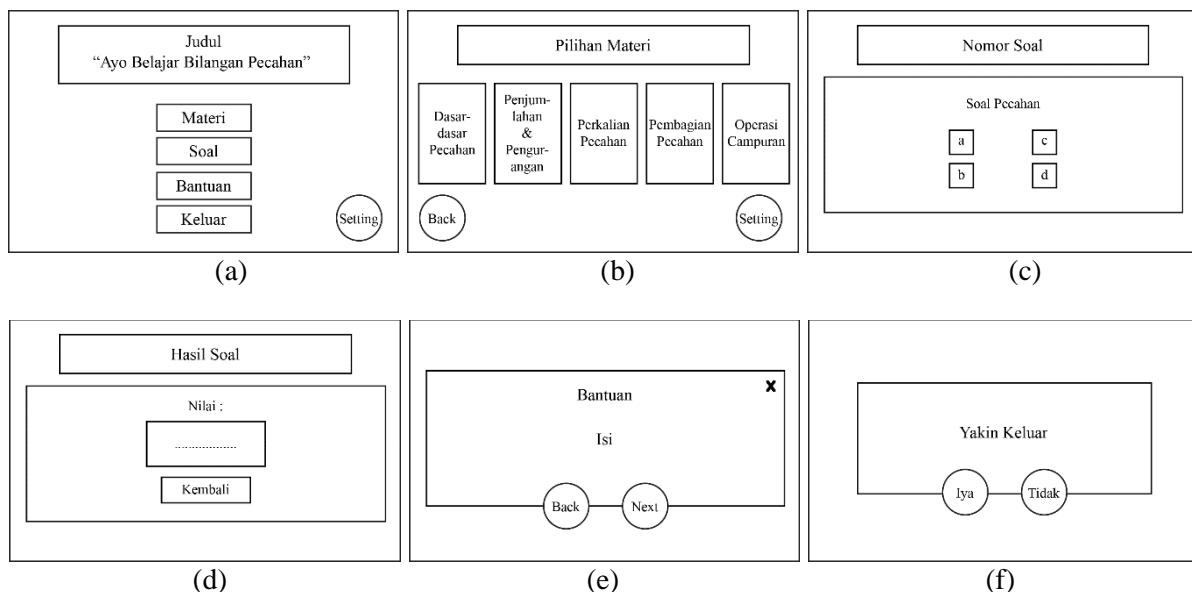 Judul
“Ayo Belajar Bilangan Pecahan”
Materi
Soal
Bantuan
Keluar
Setting
(a)
Pilihan Materi
Dasar-
dasar
Pecahan
Penjum-
lahan
&
Pengur-
angan
Perkalian
Pecahan
Pembagian
Pecahan
Operasi
Campuran
Back
Setting
(b)
Nomor Soal
Soal Pecahan
a
c
b
d
(c)
Hasil Soal
Nilai :
...................
Kembali
(d)
x
Bantuan
Isi
Back
Next
(e)
Yakin Keluar
Iya
Tidak
(f)